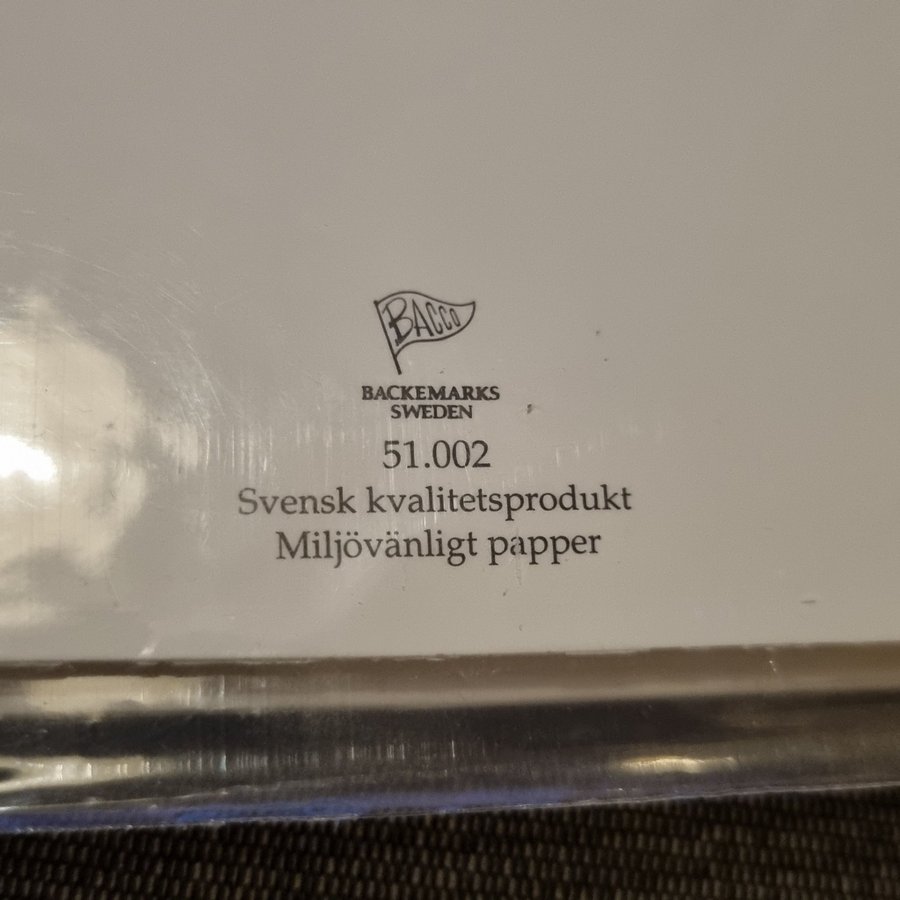 BACCO
BACKEMARKS
SWEDEN
51.002
Svensk kvalitetsprodukt
Miljövänligt papper